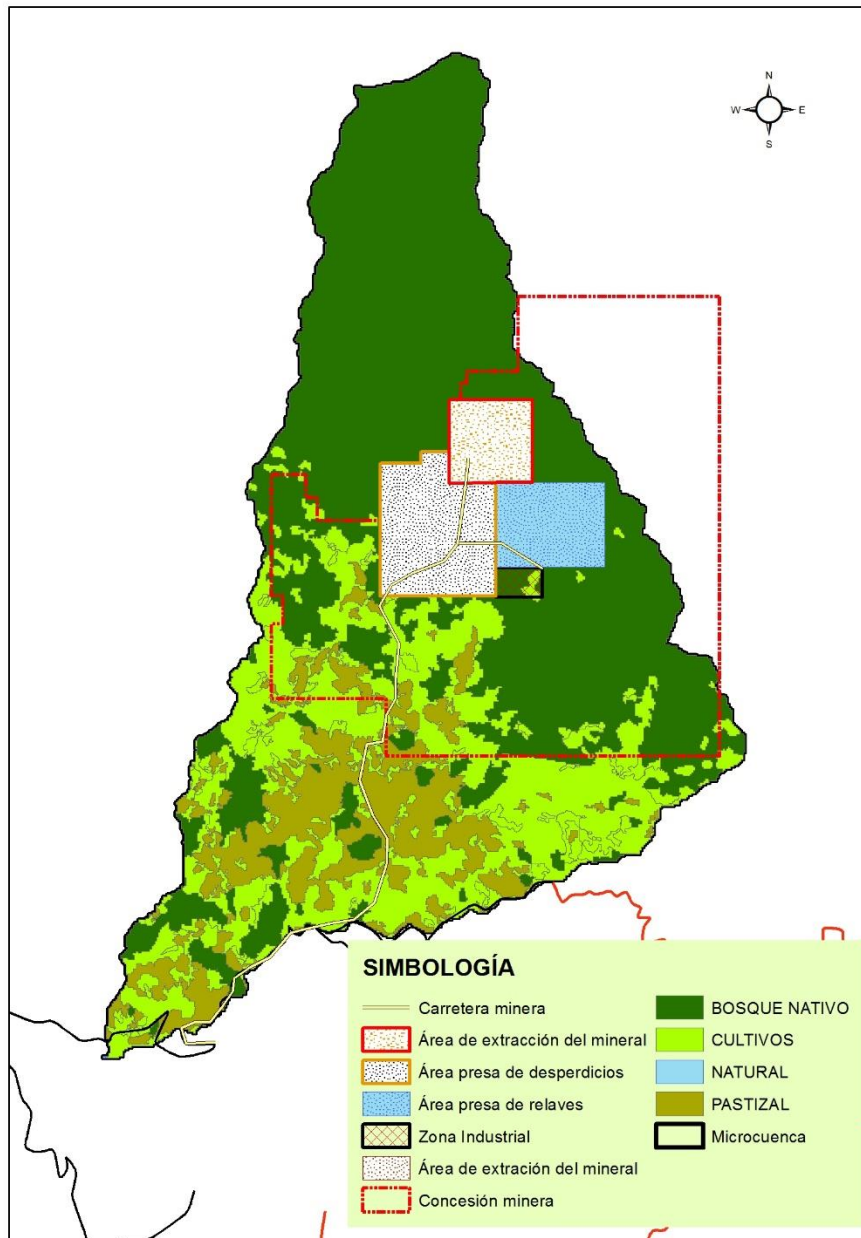 N
W E
S
SIMBOLOGÍA
Carretera minera
Área de extracción del mineral
Área presa de desperdicios
Área presa de relaves
Zona Industrial
Área de extración del mineral
Concesión minera
BOSQUE NATIVO
CULTIVOS
NATURAL
PASTIZAL
Microcuenca